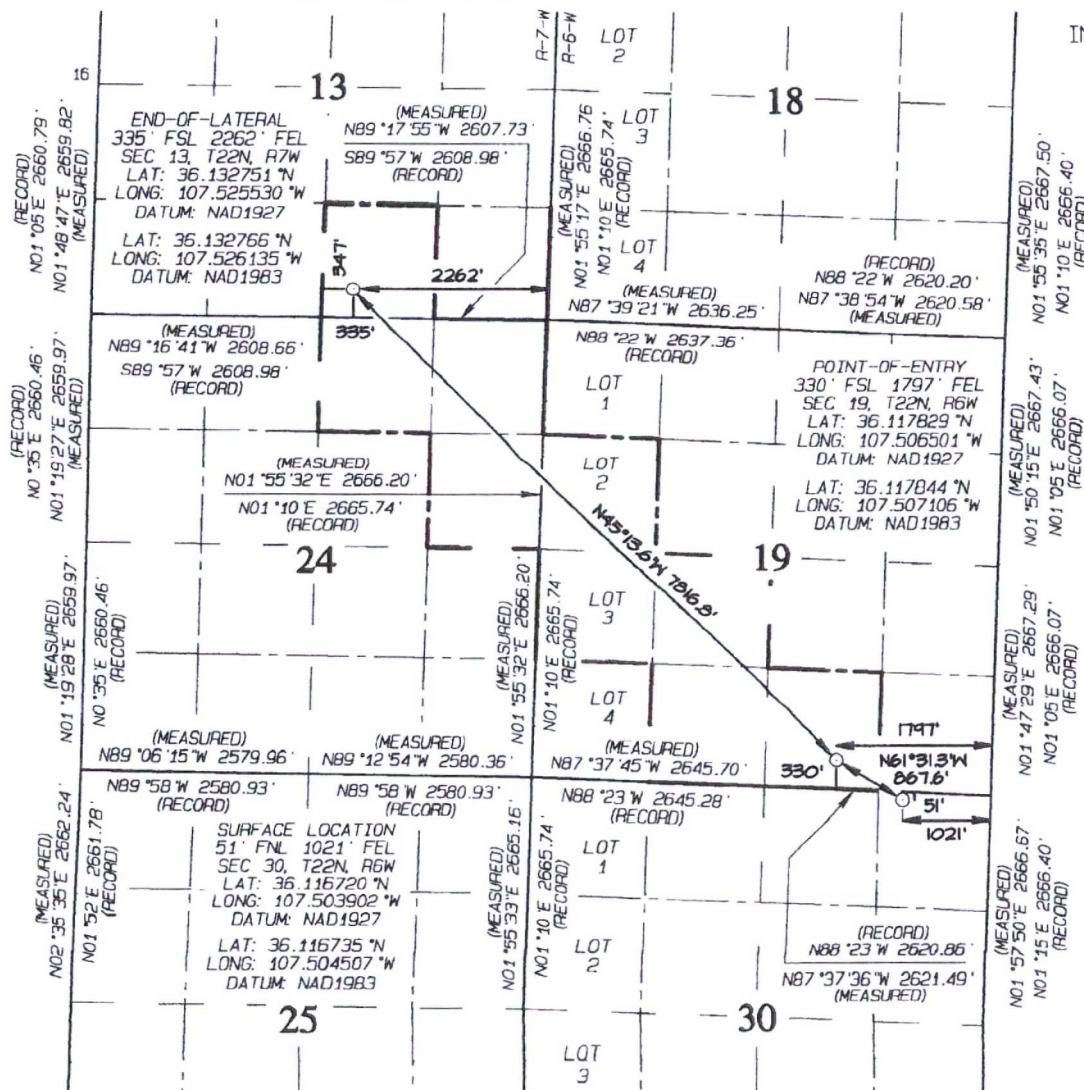 R-7-W
R-6-W
LOT
2
IN
16
13
18
END-OF-LATERAL
335' FSL 2262' FEL
SEC 13, T22N, R7W
LAT: 36.132751 °N
LONG: 107.525530 °W
DATUM: NAD1927
LAT: 36.132766 °N
LONG: 107.526135 °W
DATUM: NAD1983
(MEASURED)
N89°17'55"W 2607.73'
S89°57'W 2608.98'
(RECORD)
(RECORD)
N01°05'E 2660.79'
N01°48'47"E 2659.82'
(MEASURED)
(MEASURED)
N01°55'17"E 2666.76
N01°10'E 2665.74'
(RECORD)
LOT
3
LOT
4
(MEASURED)
N01°55'35"E 2667.50'
N01°10'E 2666.40'
(RECORD)
347'
2262'
335'
(MEASURED)
N87°39'21"W 2636.25'
N88°22'W 2637.36'
(RECORD)
(RECORD)
N88°22'W 2620.20'
N87°38'54"W 2620.58'
(MEASURED)
(MEASURED)
N89°16'41"W 2608.66'
S89°57'W 2608.98'
(RECORD)
(RECORD)
N0°35'E 2660.46'
N01°19'27"E 2659.97'
(MEASURED)
LOT
1
POINT-OF-ENTRY
330' FSL 1797' FEL
SEC 19, T22N, R6W
LAT: 36.117829 °N
LONG: 107.506501 °W
DATUM: NAD1927
LAT: 36.117844 °N
LONG: 107.507106 °W
DATUM: NAD1983
(MEASURED)
N01°50'15"E 2667.43'
N01°05'E 2666.07'
(RECORD)
(MEASURED)
N01°55'32"E 2666.20'
N01°10'E 2665.74'
(RECORD)
LOT
2
N45°13.6'W 7816.8'
24
19
LOT
3
LOT
4
(MEASURED)
N01°19'28"E 2659.97'
N0°35'E 2660.46'
(RECORD)
(MEASURED)
N01°55'32"E 2666.20'
N01°10'E 2665.74'
(RECORD)
(MEASURED)
N01°47'29"E 2667.29'
N01°05'E 2666.07'
(RECORD)
(MEASURED)
N89°06'15"W 2579.96'
N89°58'W 2580.93'
(RECORD)
(MEASURED)
N89°12'54"W 2580.36'
N89°58'W 2580.93'
(RECORD)
(MEASURED)
N87°37'45"W 2645.70'
N88°23'W 2645.28'
(RECORD)
1797'
330'
N61°31.3'W
867.6'
51'
1021'
SURFACE LOCATION
51' FNL 1021' FEL
SEC 30, T22N, R6W
LAT: 36.116720 °N
LONG: 107.503902 °W
DATUM: NAD1927
LAT: 36.116735 °N
LONG: 107.504507 °W
DATUM: NAD1983
(MEASURED)
N02°35'35"E 2662.24'
N01°52'E 2661.78'
(RECORD)
(MEASURED)
N01°55'33"E 2665.16'
N01°10'E 2665.74'
(RECORD)
LOT
1
LOT
2
(RECORD)
N88°23'W 2620.86'
N87°37'36"W 2621.49'
(MEASURED)
(MEASURED)
N01°57'50"E 2666.67'
N01°15'E 2666.40'
(RECORD)
25
30
LOT
3